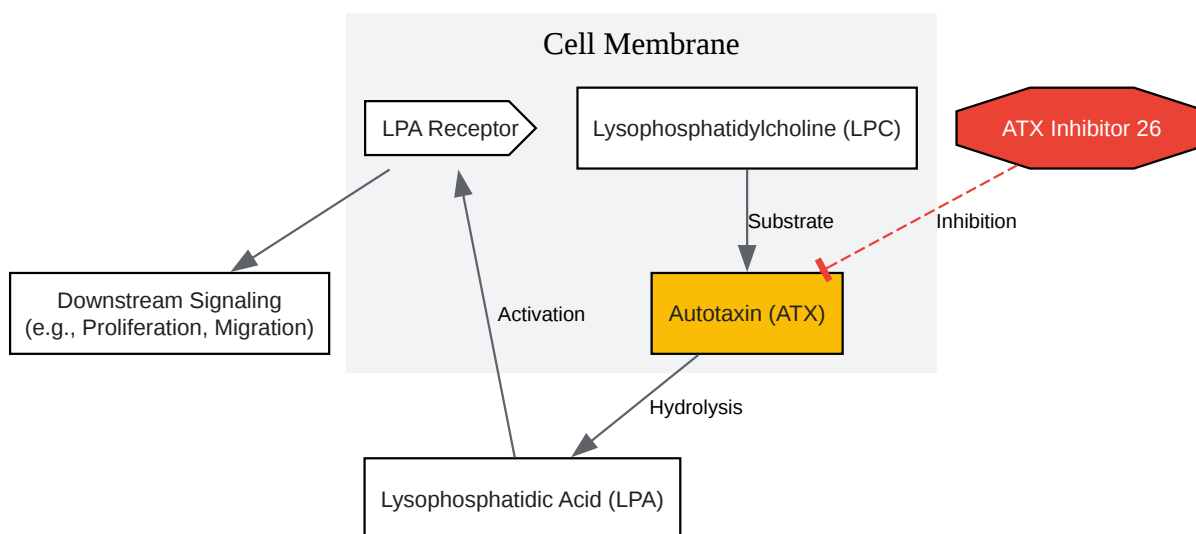 Cell Membrane
LPA Receptor
Lysophosphatidylcholine (LPC)
ATX Inhibitor 26
Substrate
Inhibition
Downstream Signaling
(e.g., Proliferation, Migration)
Activation
Autotaxin (ATX)
Hydrolysis
Lysophosphatidic Acid (LPA)